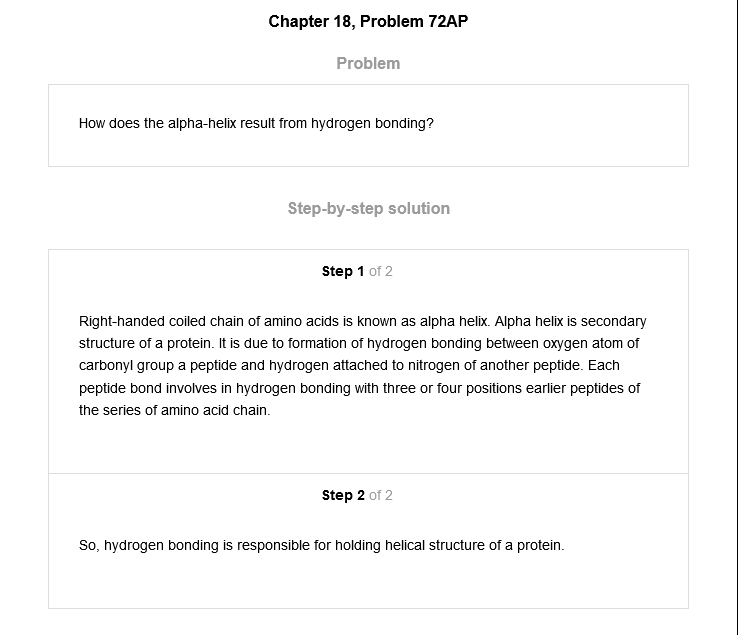 Chapter 18, Problem 72AP
Problem
How does the alpha-helix result from hydrogen bonding?
Step-by-step solution
Step 1 of 2
Right-handed coiled chain of amino acids is known as alpha helix. Alpha helix is secondary
structure of a protein. It is due to formation of hydrogen bonding between oxygen atom of
carbonyl group a peptide and hydrogen attached to nitrogen of another peptide. Each
peptide bond involves in hydrogen bonding with three or four positions earlier peptides of
the series of amino acid chain.
Step 2 of 2
So, hydrogen bonding is responsible for holding helical structure of a protein.